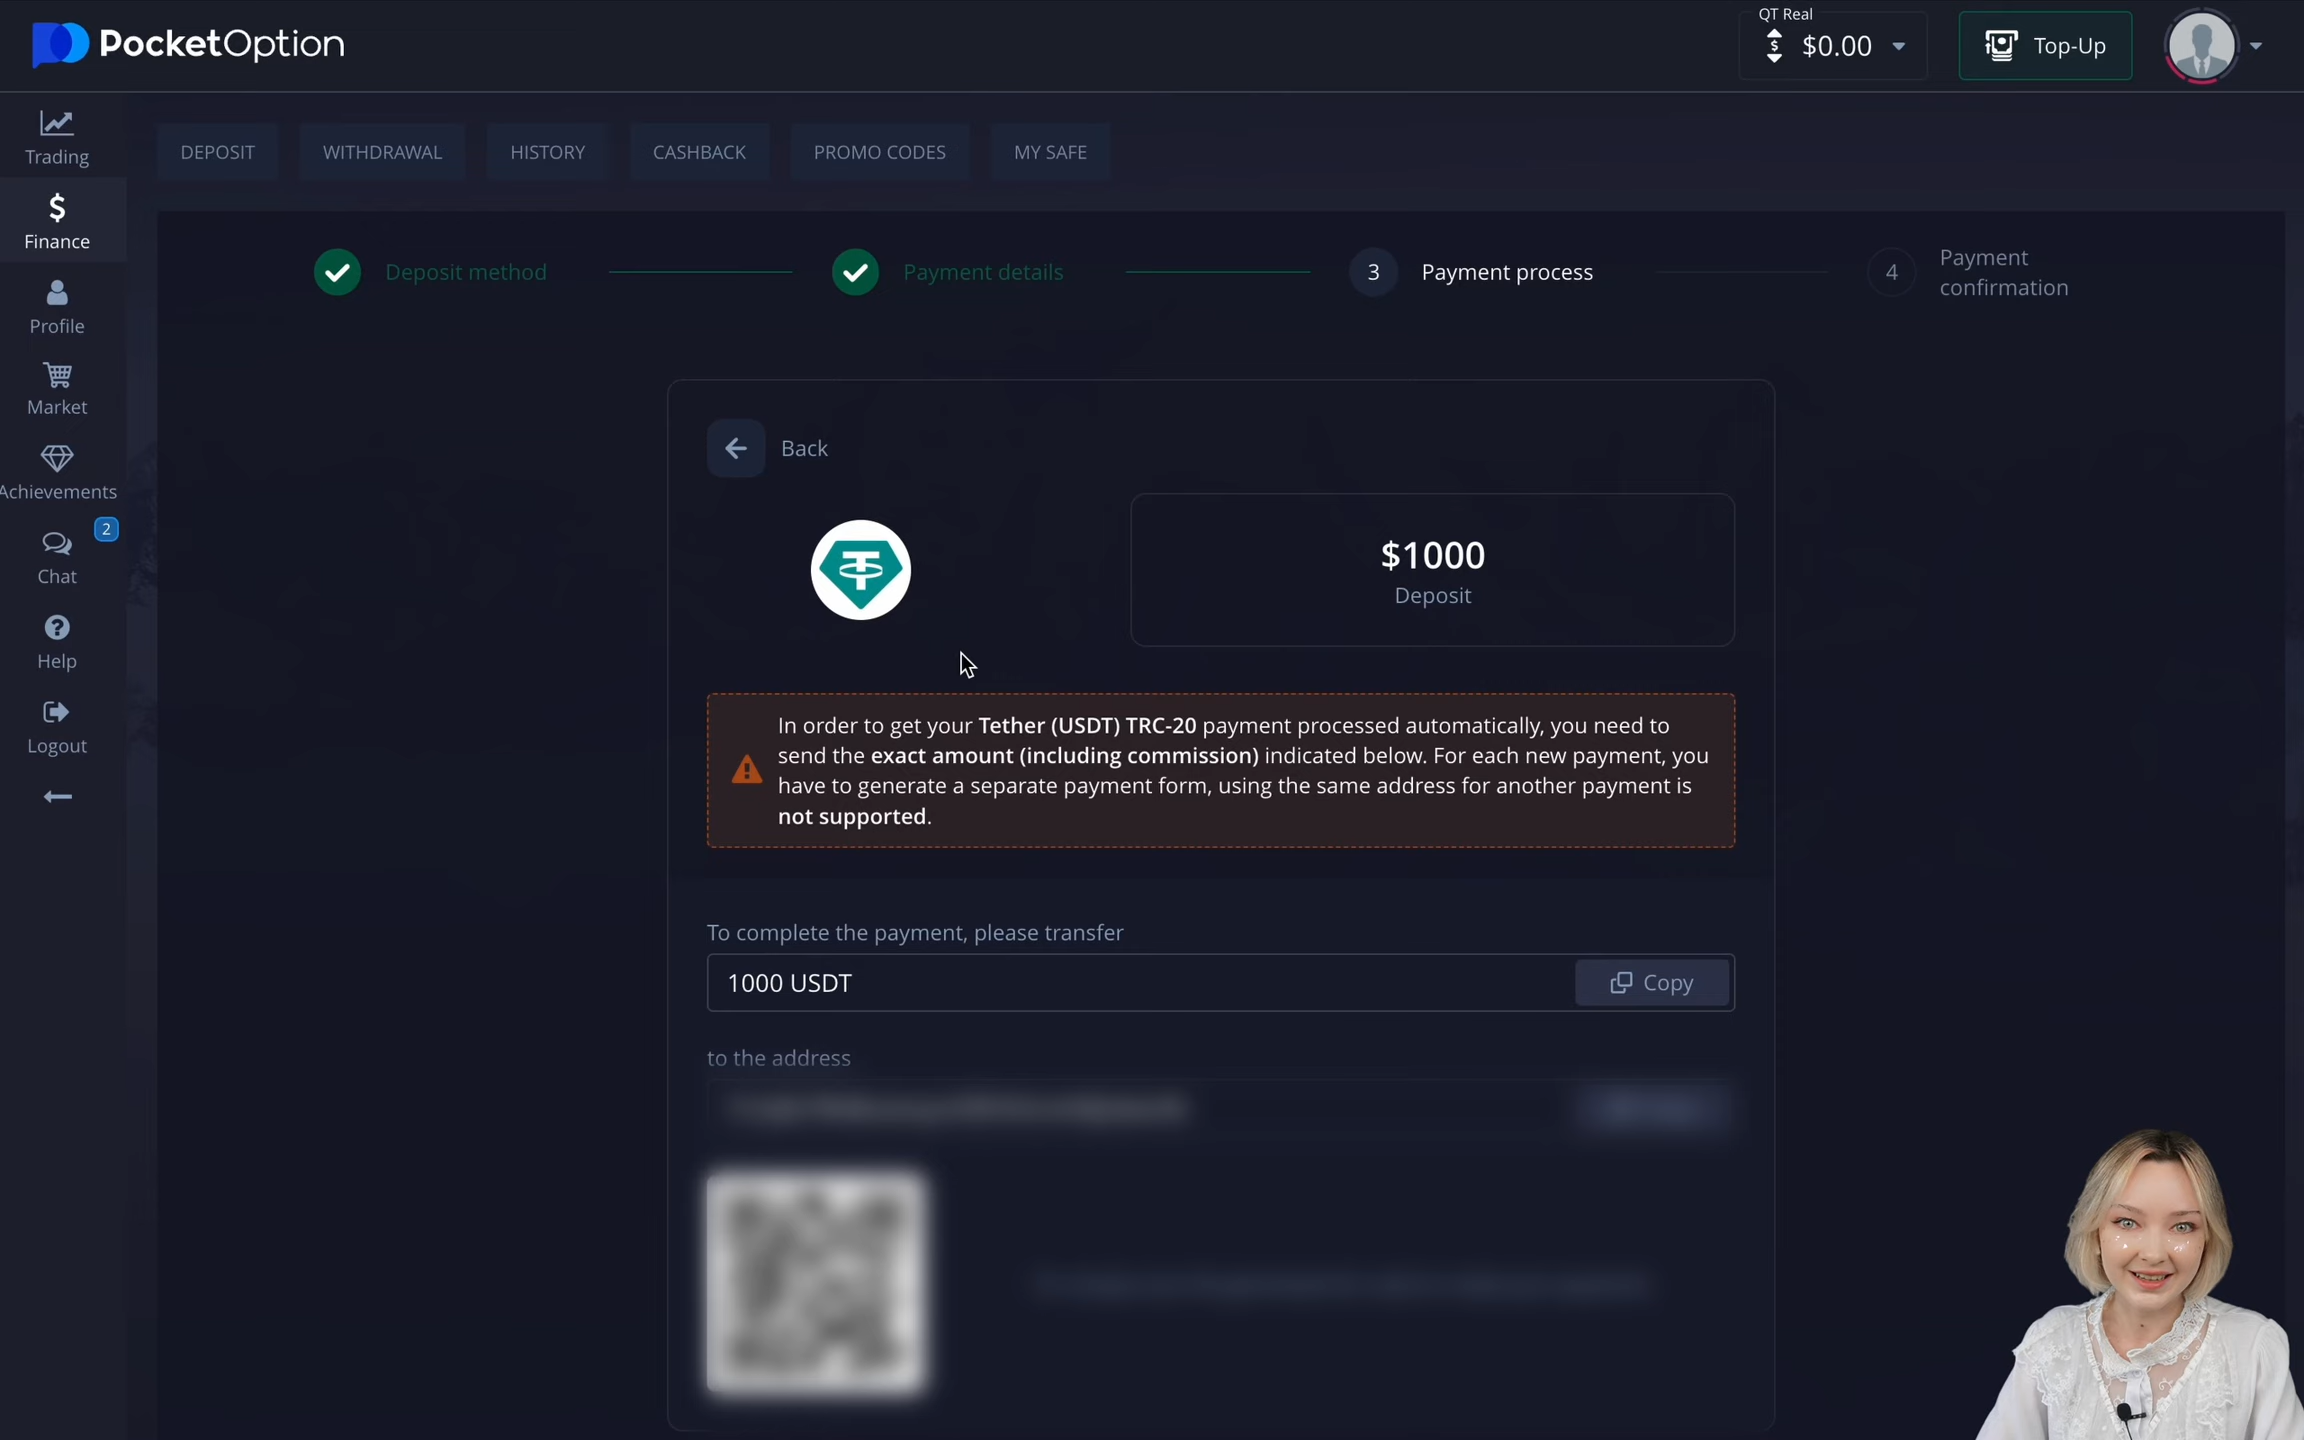 PocketOption
QT Real
$0.00
Top-Up
Trading
Finance
Profile
Market
Achievements
2
Chat
Help
Logout
DEPOSIT
WITHDRAWAL
HISTORY
CASHBACK
PROMO CODES
MY SAFE
Deposit method
Payment details
3
Payment process
4
Payment
confirmation
Back
$1000
Deposit
In order to get your Tether (USDT) TRC-20 payment processed automatically, you need to
send the exact amount (including commission) indicated below. For each new payment, you
have to generate a separate payment form, using the same address for another payment is
not supported.
To complete the payment, please transfer
1000 USDT
Copy
to the address